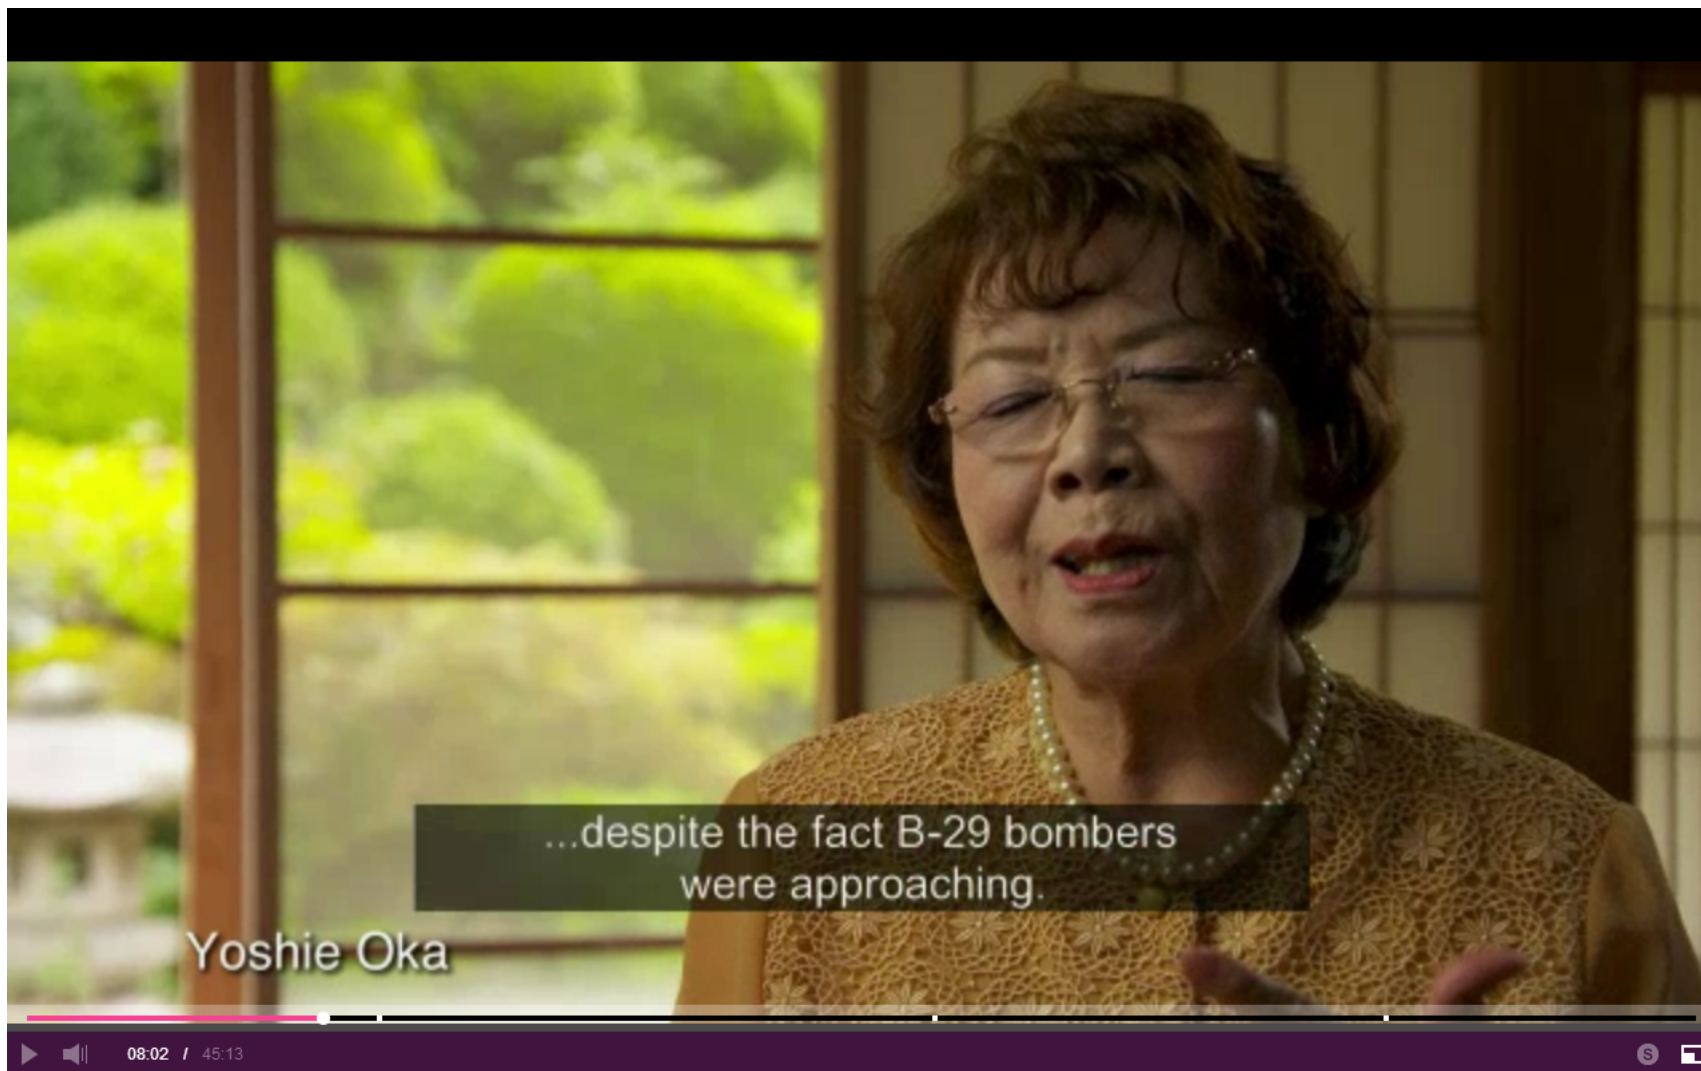 ...despite the fact B-29 bombers
were approaching.
Yoshie Oka
08:02 / 45:13
S